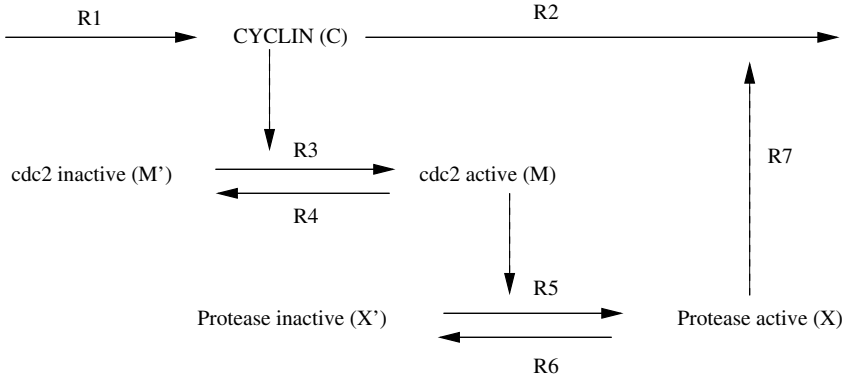 R1
R2
CYCLIN (C)
R3
R7
cdc2 inactive (M’)
cdc2 active (M)
R4
R5
Protease inactive (X’)
Protease active (X)
R6